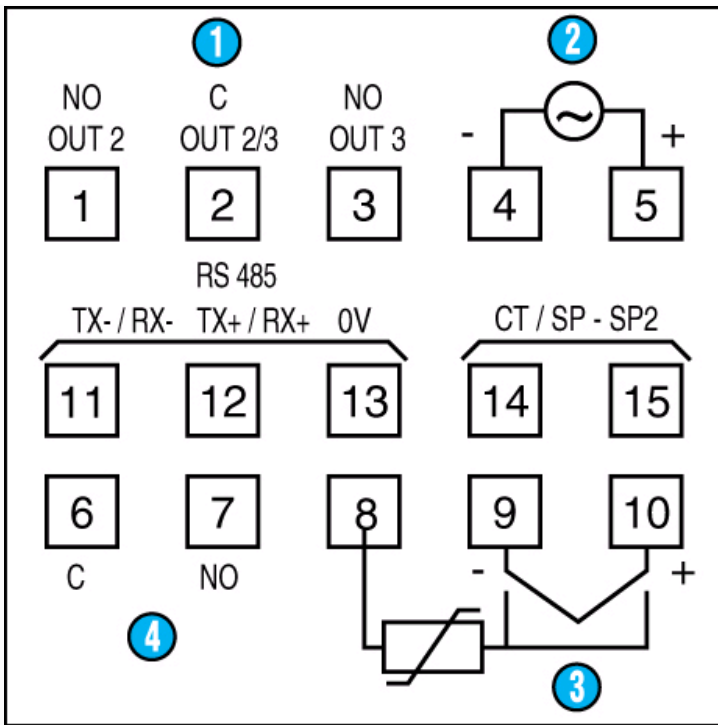 1 2
NO C NO
OUT 2 OUT 2/3 OUT 3 - ~ +
1 2 3 4 5
RS 485
TX- / RX- TX+ / RX+ 0V CT / SP - SP2
11 12 13 14 15
6 7 8 9 10
C NO - +
4 3